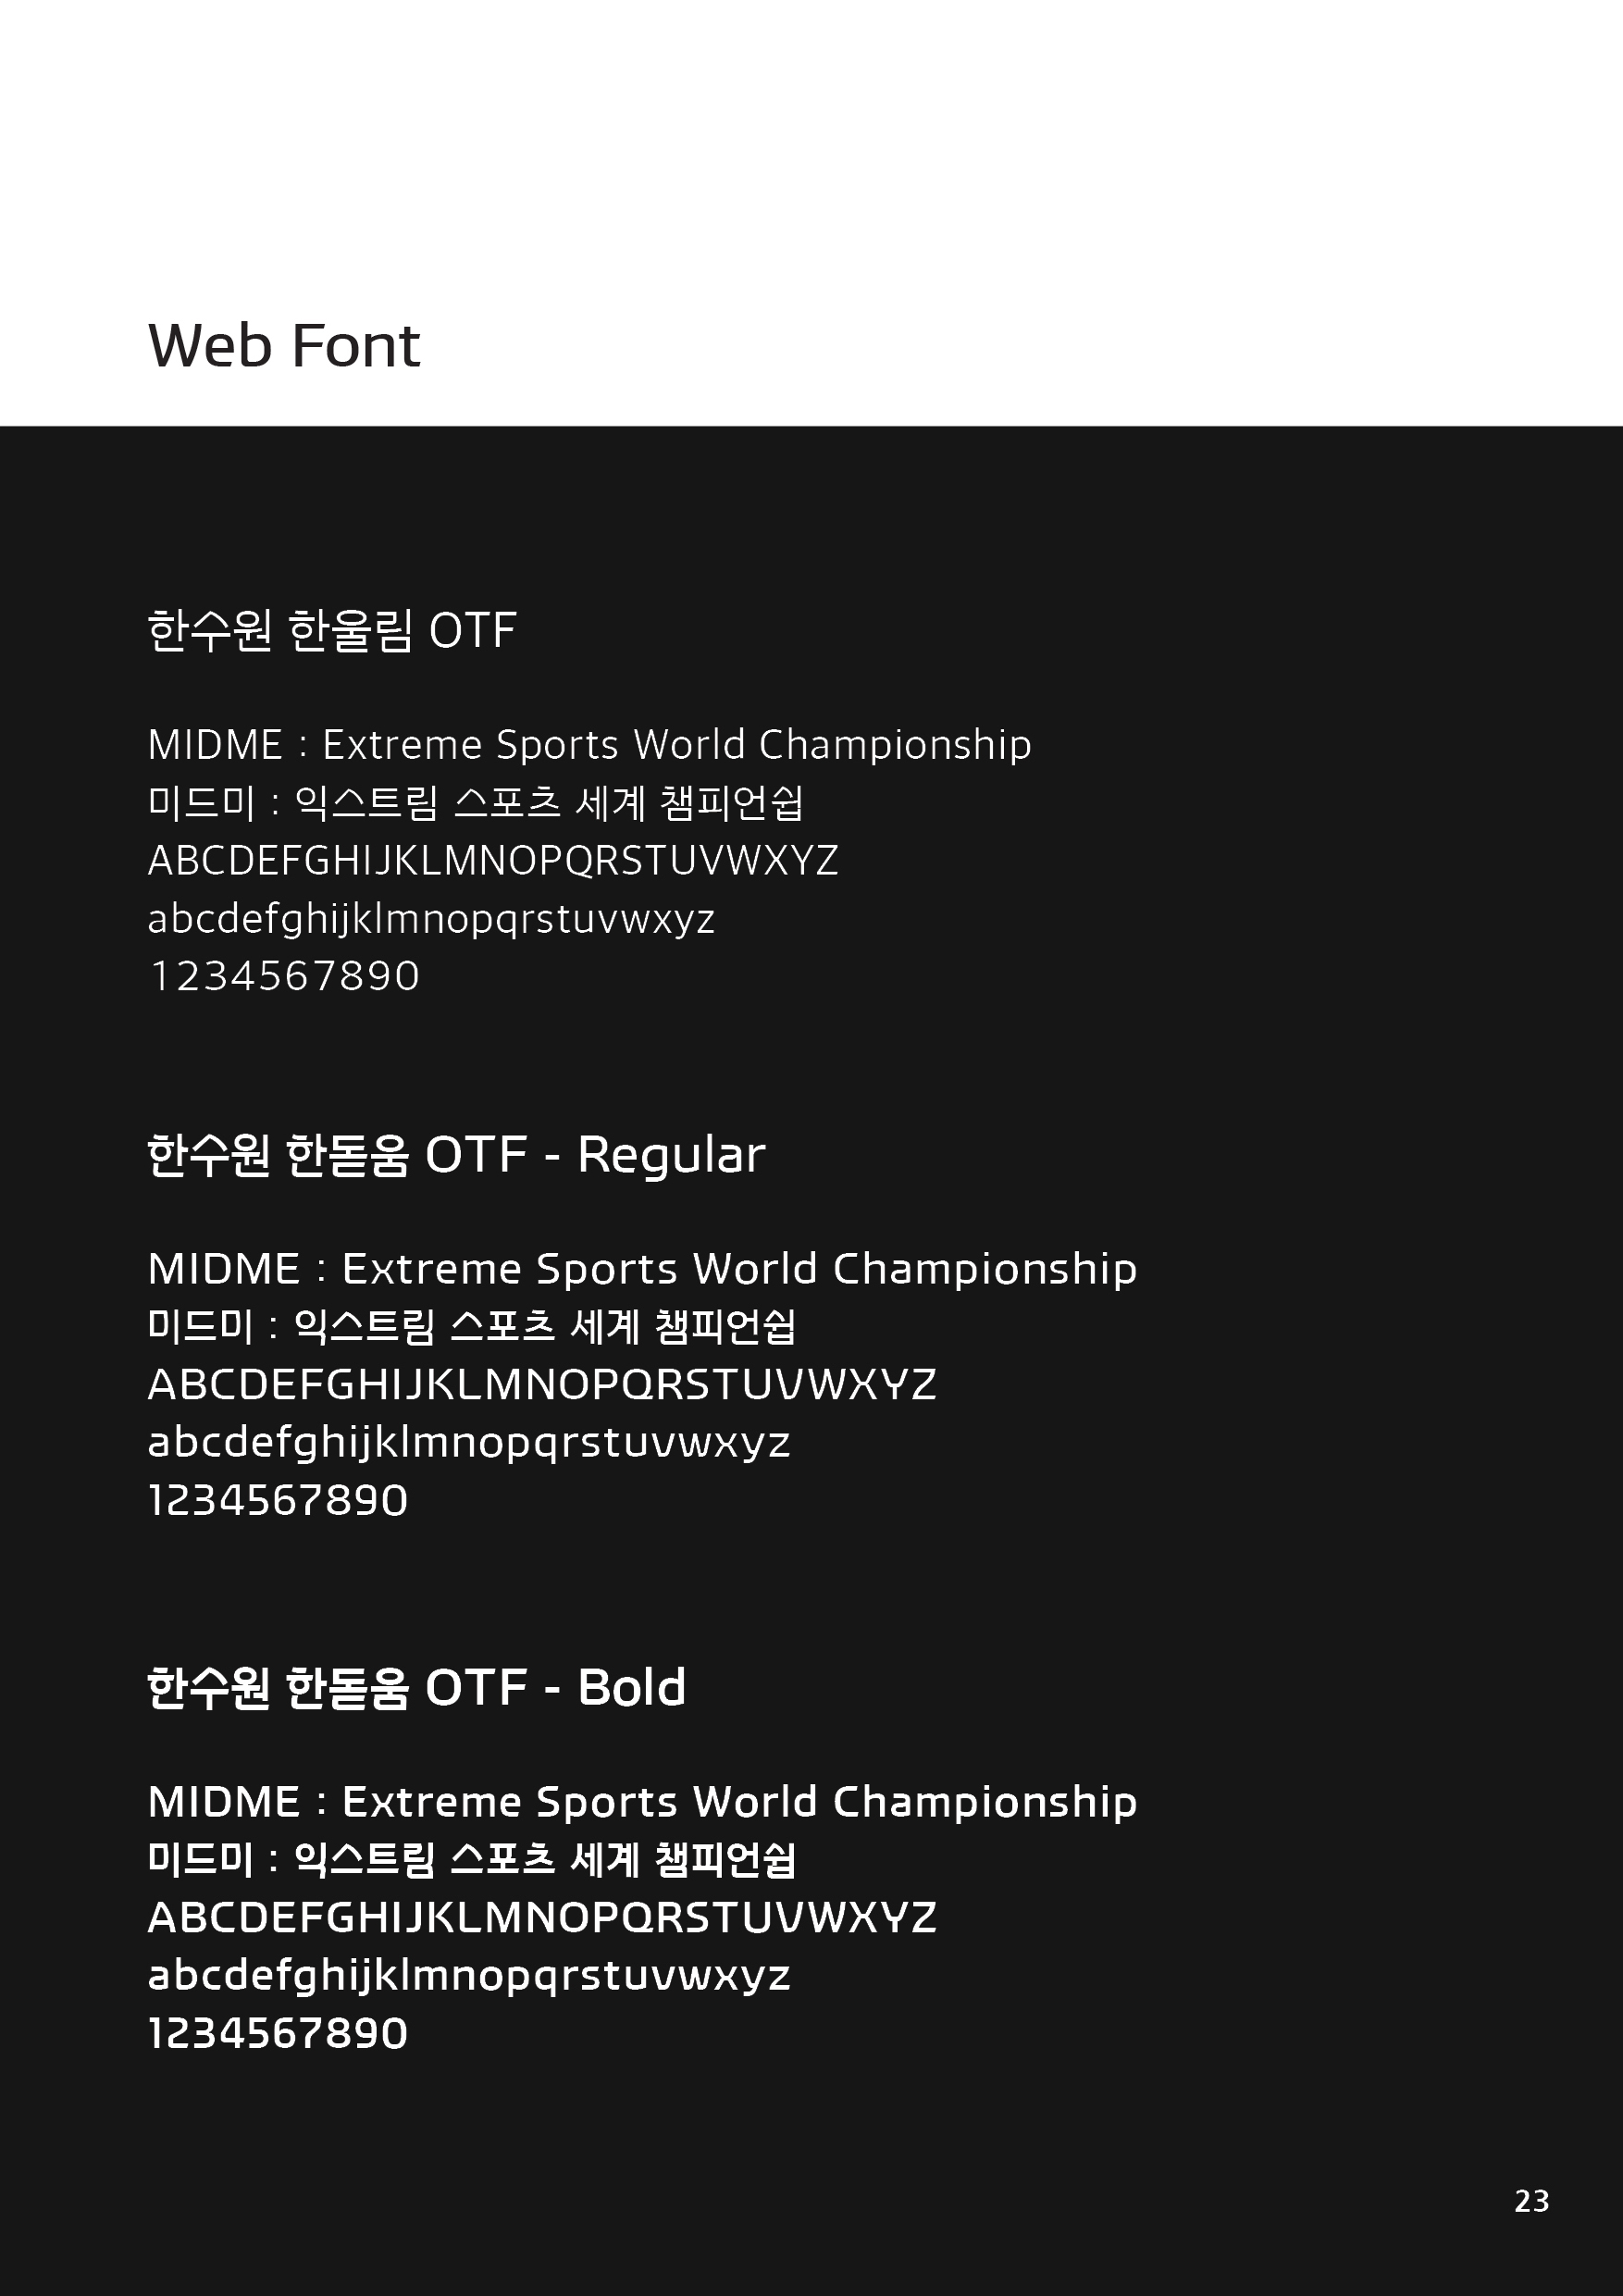 Web Font
한수원 한울림 OTF
MIDME : Extreme Sports World Championship
미드미 : 익스트림 스포츠 세계 챔피언쉽
ABCDEFGHIJKLMNOPQRSTUVWXYZ
abcdefghijklmnopqrstuvwxyz
1234567890
한수원 한돋움 OTF - Regular
MIDME : Extreme Sports World Championship
미드미 : 익스트림 스포츠 세계 챔피언쉽
ABCDEFGHIJKLMNOPQRSTUVWXYZ
abcdefghijklmnopqrstuvwxyz
1234567890
한수원 한돋움 OTF - Bold
MIDME : Extreme Sports World Championship
미드미 : 익스트림 스포츠 세계 챔피언쉽
ABCDEFGHIJKLMNOPQRSTUVWXYZ
abcdefghijklmnopqrstuvwxyz
1234567890
23